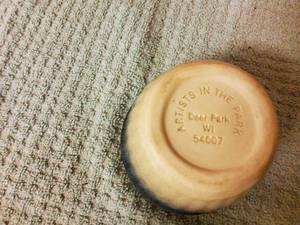 ARTISTS IN THE PARK
Deer Park
WI
54007